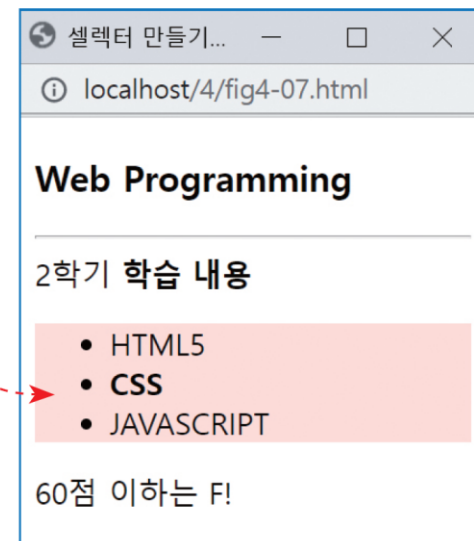 셀렉터 만들기...
localhost/4/fig4-07.html
Web Programming
2학기 학습 내용
• HTML5
• CSS
• JAVASCRIPT
60점 이하는 F!